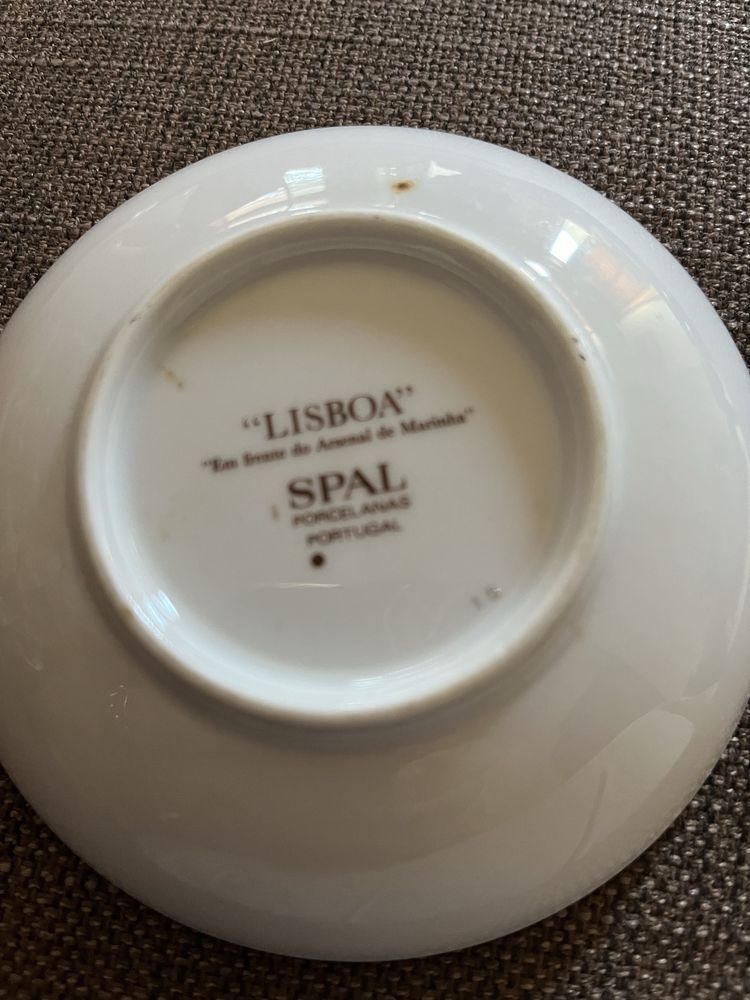 “LISBOA”
“Em frente do Arsenal de Marinha”
SPAL
PORCELANAS
PORTUGAL